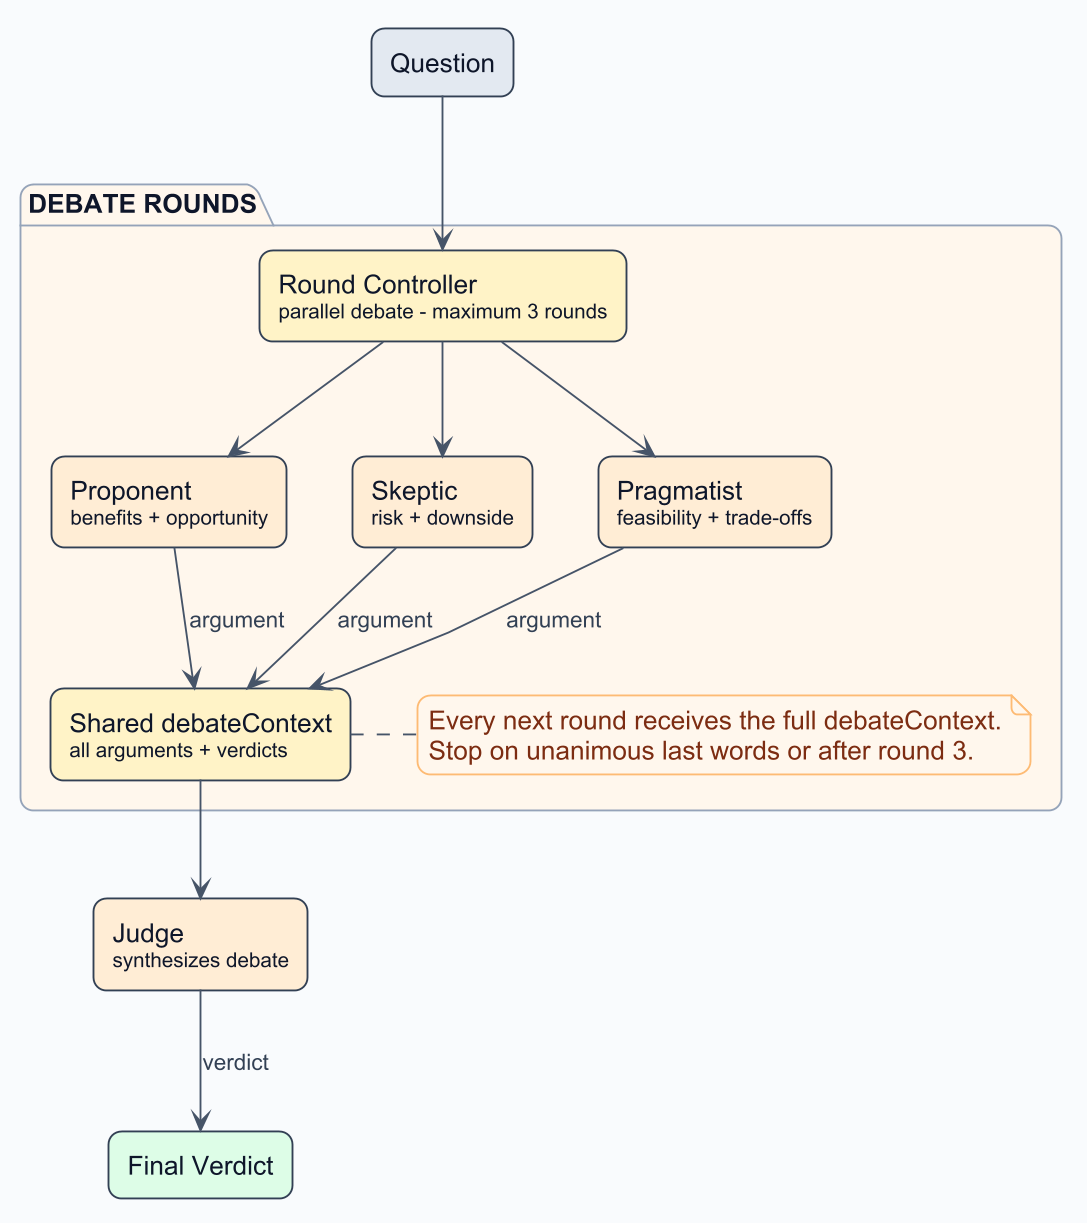 Question
DEBATE ROUNDS
Round Controller
parallel debate - maximum 3 rounds
Proponent
benefits + opportunity
Skeptic
risk + downside
Pragmatist
feasibility + trade-offs
argument
argument
argument
Shared debateContext
all arguments + verdicts
Every next round receives the full debateContext.
Stop on unanimous last words or after round 3.
Judge
synthesizes debate
verdict
Final Verdict